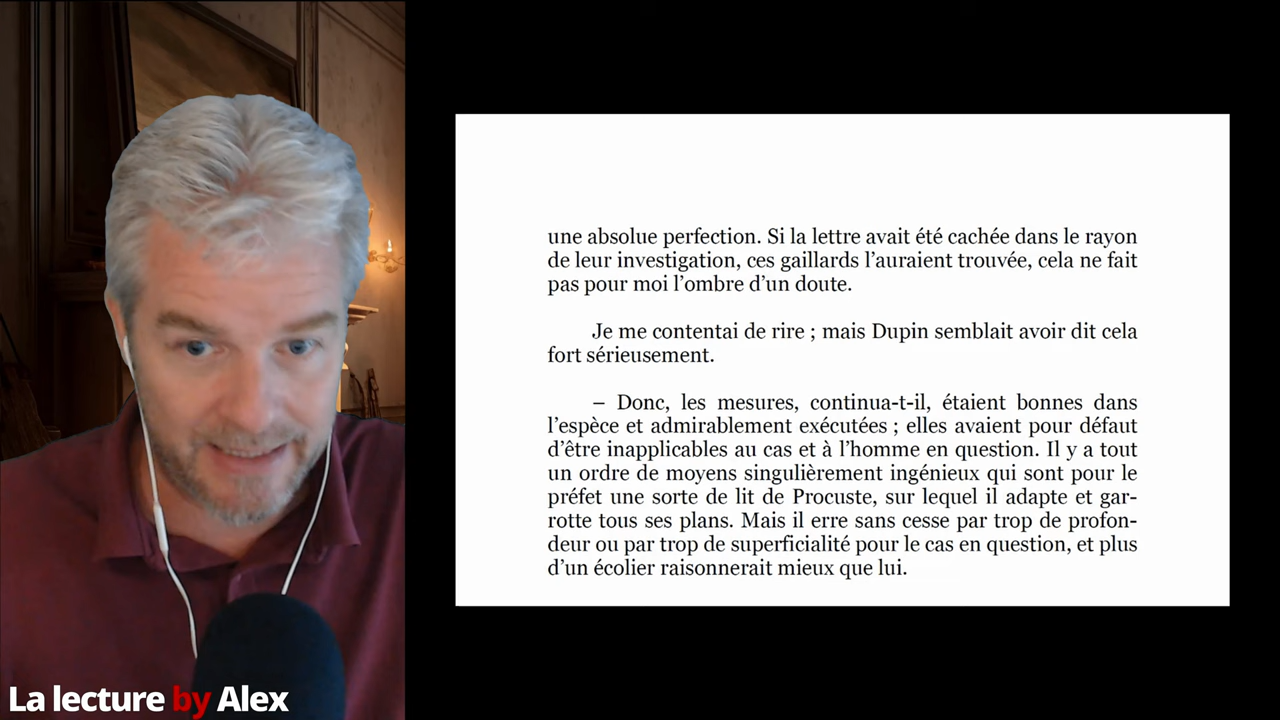 une absolue perfection. Si la lettre avait été cachée dans le rayon
de leur investigation, ces gaillards l’auraient trouvée, cela ne fait
pas pour moi l’ombre d’un doute.
Je me contentai de rire ; mais Dupin semblait avoir dit cela
fort sérieusement.
– Donc, les mesures, continua-t-il, étaient bonnes dans
l’espèce et admirablement exécutées ; elles avaient pour défaut
d’être inapplicables au cas et à l’homme en question. Il y a tout
un ordre de moyens singulièrement ingénieux qui sont pour le
préfet une sorte de lit de Procuste, sur lequel il adapte et gar-
rotte tous ses plans. Mais il erre sans cesse par trop de profon-
deur ou par trop de superficialité pour le cas en question, et plus
d’un écolier raisonnerait mieux que lui.
La lecture by Alex